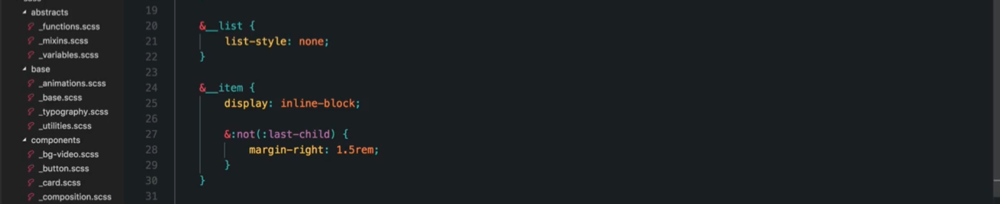 abstracts
_functions.scss
_mixins.scss
_variables.scss
base
_animations.scss
_base.scss
_typography.scss
_utilities.scss
components
_bg-video.scss
_button.scss
_card.scss
_composition.scss
19
20 &__list {
21 list-style: none;
22 }
23
24 &__item {
25 display: inline-block;
26
27 &:not(:last-child) {
28 margin-right: 1.5rem;
29 }
30 }
31